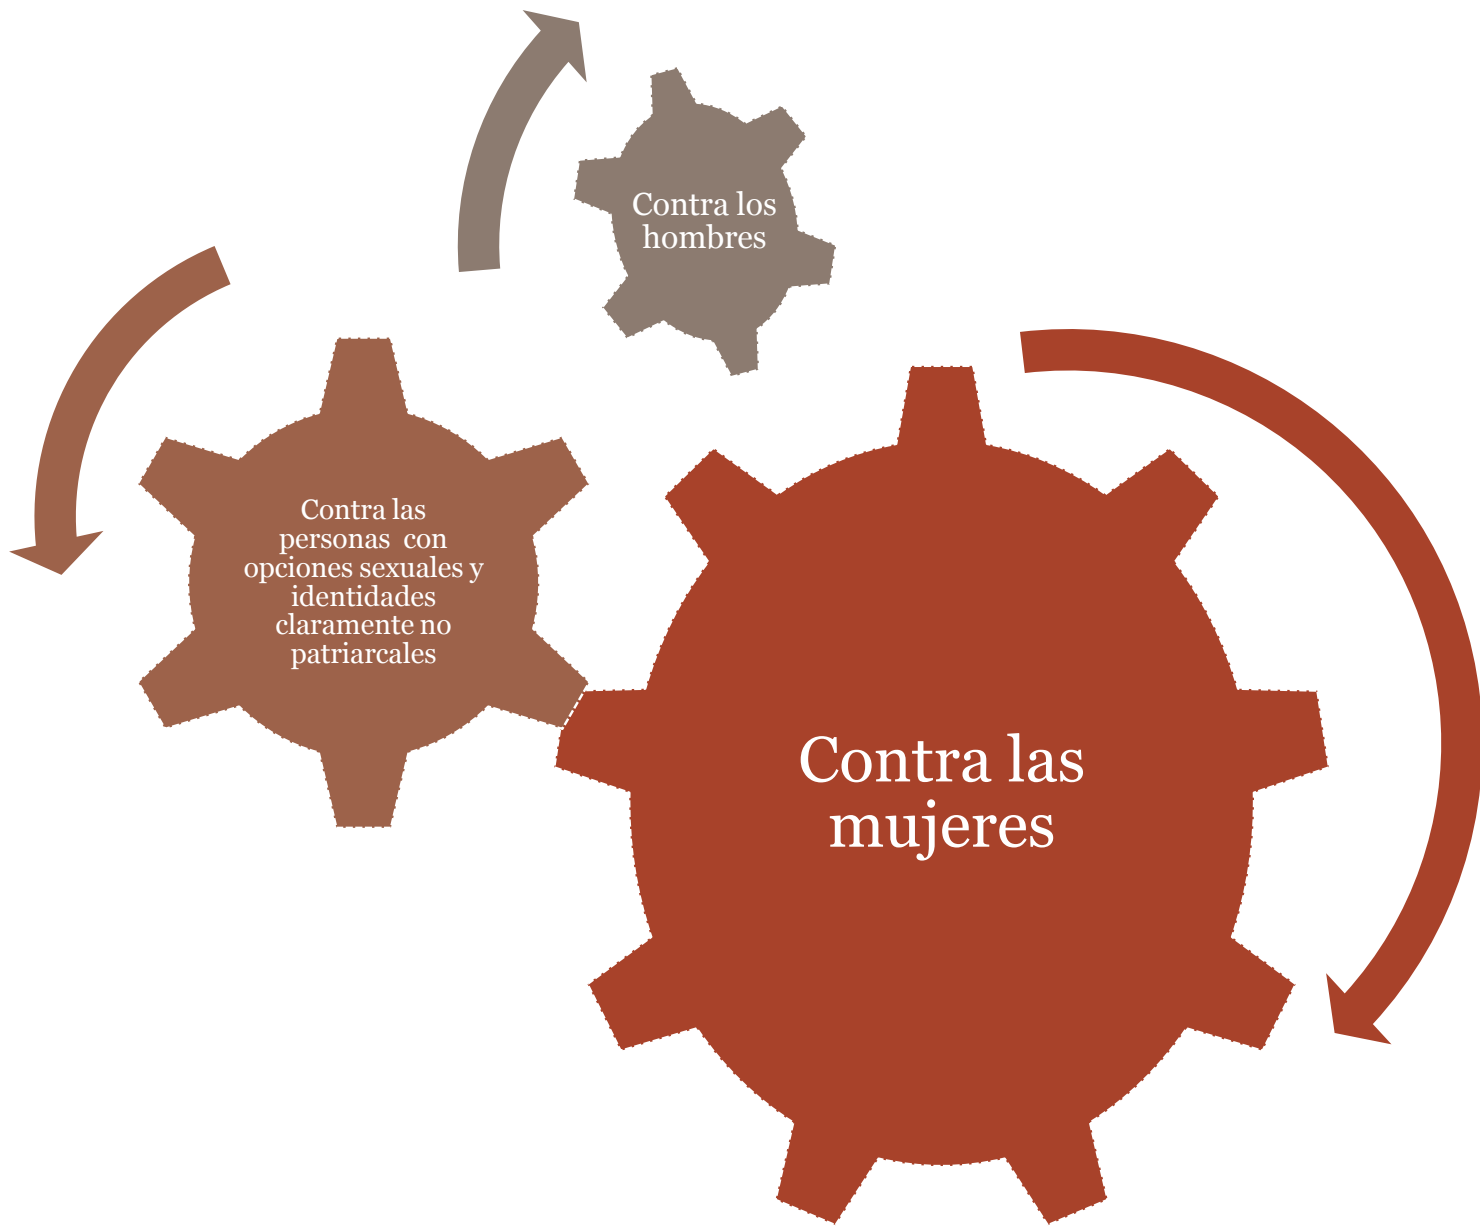 Contra los
hombres
Contra las
personas con
opciones sexuales y
identidades
claramente no
patriarcales
Contra las
mujeres